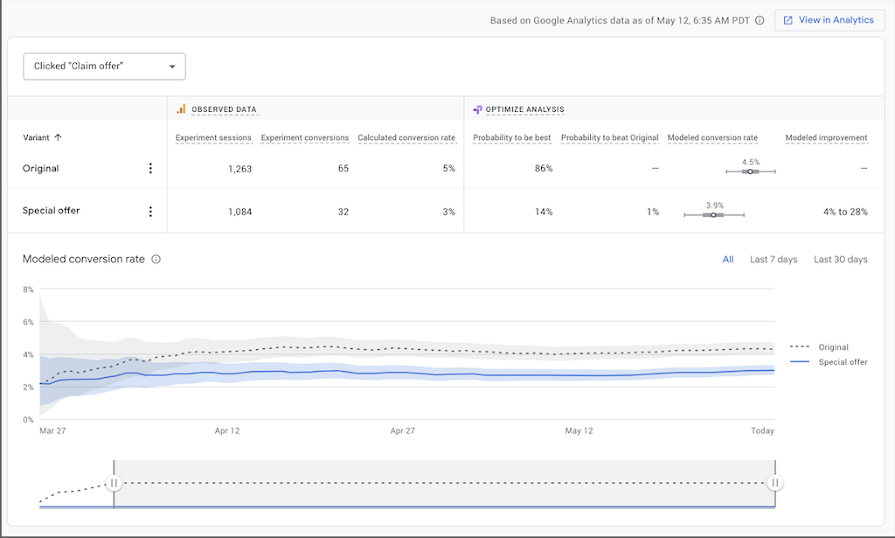 Based on Google Analytics data as of May 12, 6:35 AM PDT
View in Analytics
Clicked "Claim offer"
OBSERVED DATA
OPTIMIZE ANALYSIS
Variant
Experiment sessions
Experiment conversions
Calculated conversion rate
Probability to be best
Probability to beat Original
Modeled conversion rate
Modeled improvement
Original
1,263
65
5%
86%
—
4.5%
—
Special offer
1,084
32
3%
14%
1%
3.9%
4% to 28%
Modeled conversion rate
All
Last 7 days
Last 30 days
8%
6%
4%
2%
0%
Original
Special offer
Mar 27
Apr 12
Apr 27
May 12
Today